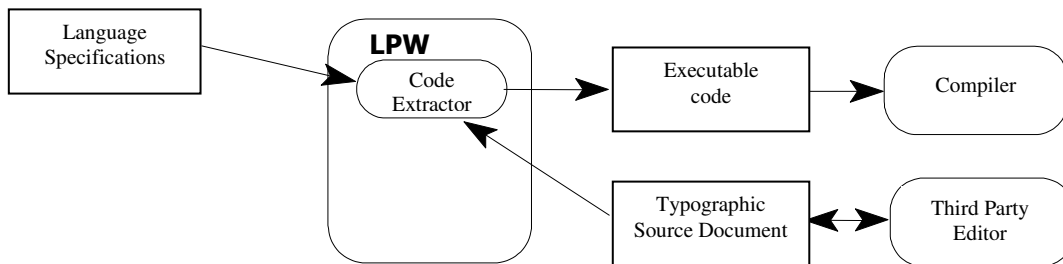 Language
Specifications
LPW
Code
Extractor
Executable
code
Compiler
Typographic
Source Document
Third Party
Editor